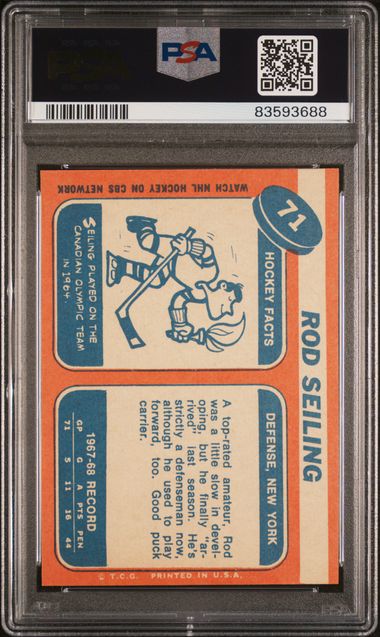 PSA
PSA
83593688
71
ROD SEILING
DEFENSE, NEW YORK
HOCKEY FACTS
SEILING PLAYED ON THE
CANADIAN OLYMPIC TEAM
IN 1964.
WATCH NHL HOCKEY ON CBS NETWORK
A top-rated amateur, Rod
was a little slow in devel-
oping, but he finally "ar-
rived" last season. He's
strictly a defenseman now,
although he used to play
forward, too. Good puck
carrier.
1967-68 RECORD
GP G A PTS PEN
71 5 11 16 44
© T.C.G. PRINTED IN U.S.A.